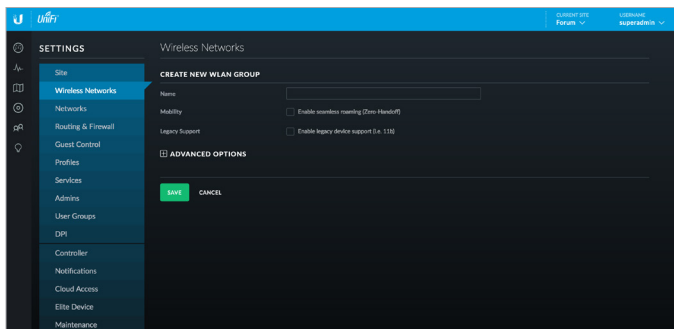 U UniFi
CURRENT SITE
Forum
USERNAME
superadmin
SETTINGS
Site
Wireless Networks
Networks
Routing & Firewall
Guest Control
Profiles
Services
Admins
User Groups
DPI
Controller
Notifications
Cloud Access
Elite Device
Maintenance
Wireless Networks
CREATE NEW WLAN GROUP
Name
Mobility
Enable seamless roaming (Zero-Handoff)
Legacy Support
Enable legacy device support (i.e. 11b)
ADVANCED OPTIONS
SAVE
CANCEL